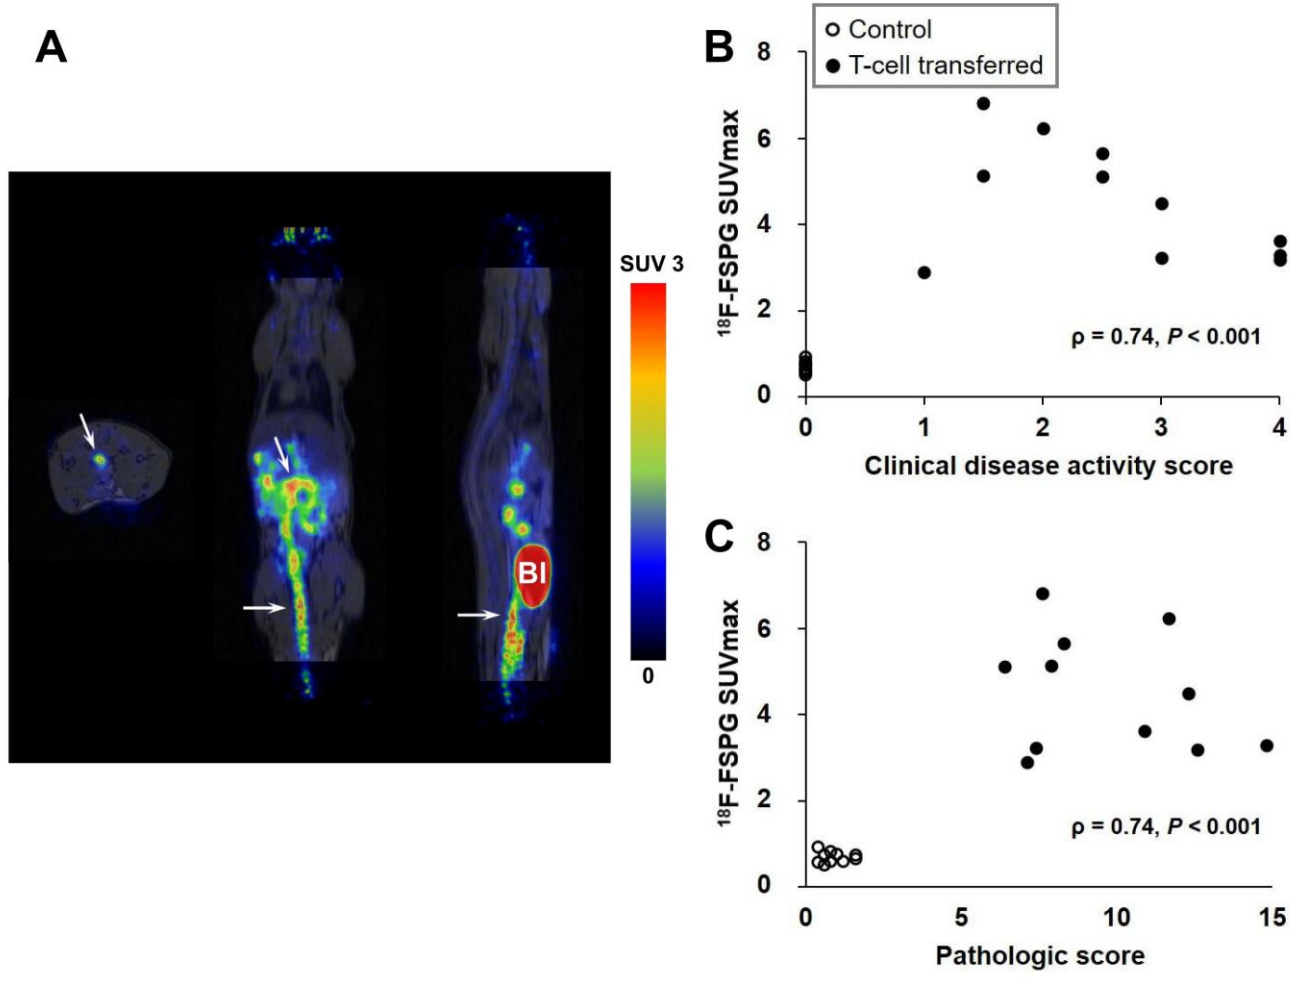 A
SUV 3
0
Bl
B
Control
T-cell transferred
¹⁸F-FSPG SUVmax
8
6
4
2
0
ρ = 0.74, P < 0.001
0 1 2 3 4
Clinical disease activity score
C
¹⁸F-FSPG SUVmax
8
6
4
2
0
ρ = 0.74, P < 0.001
0 5 10 15
Pathologic score